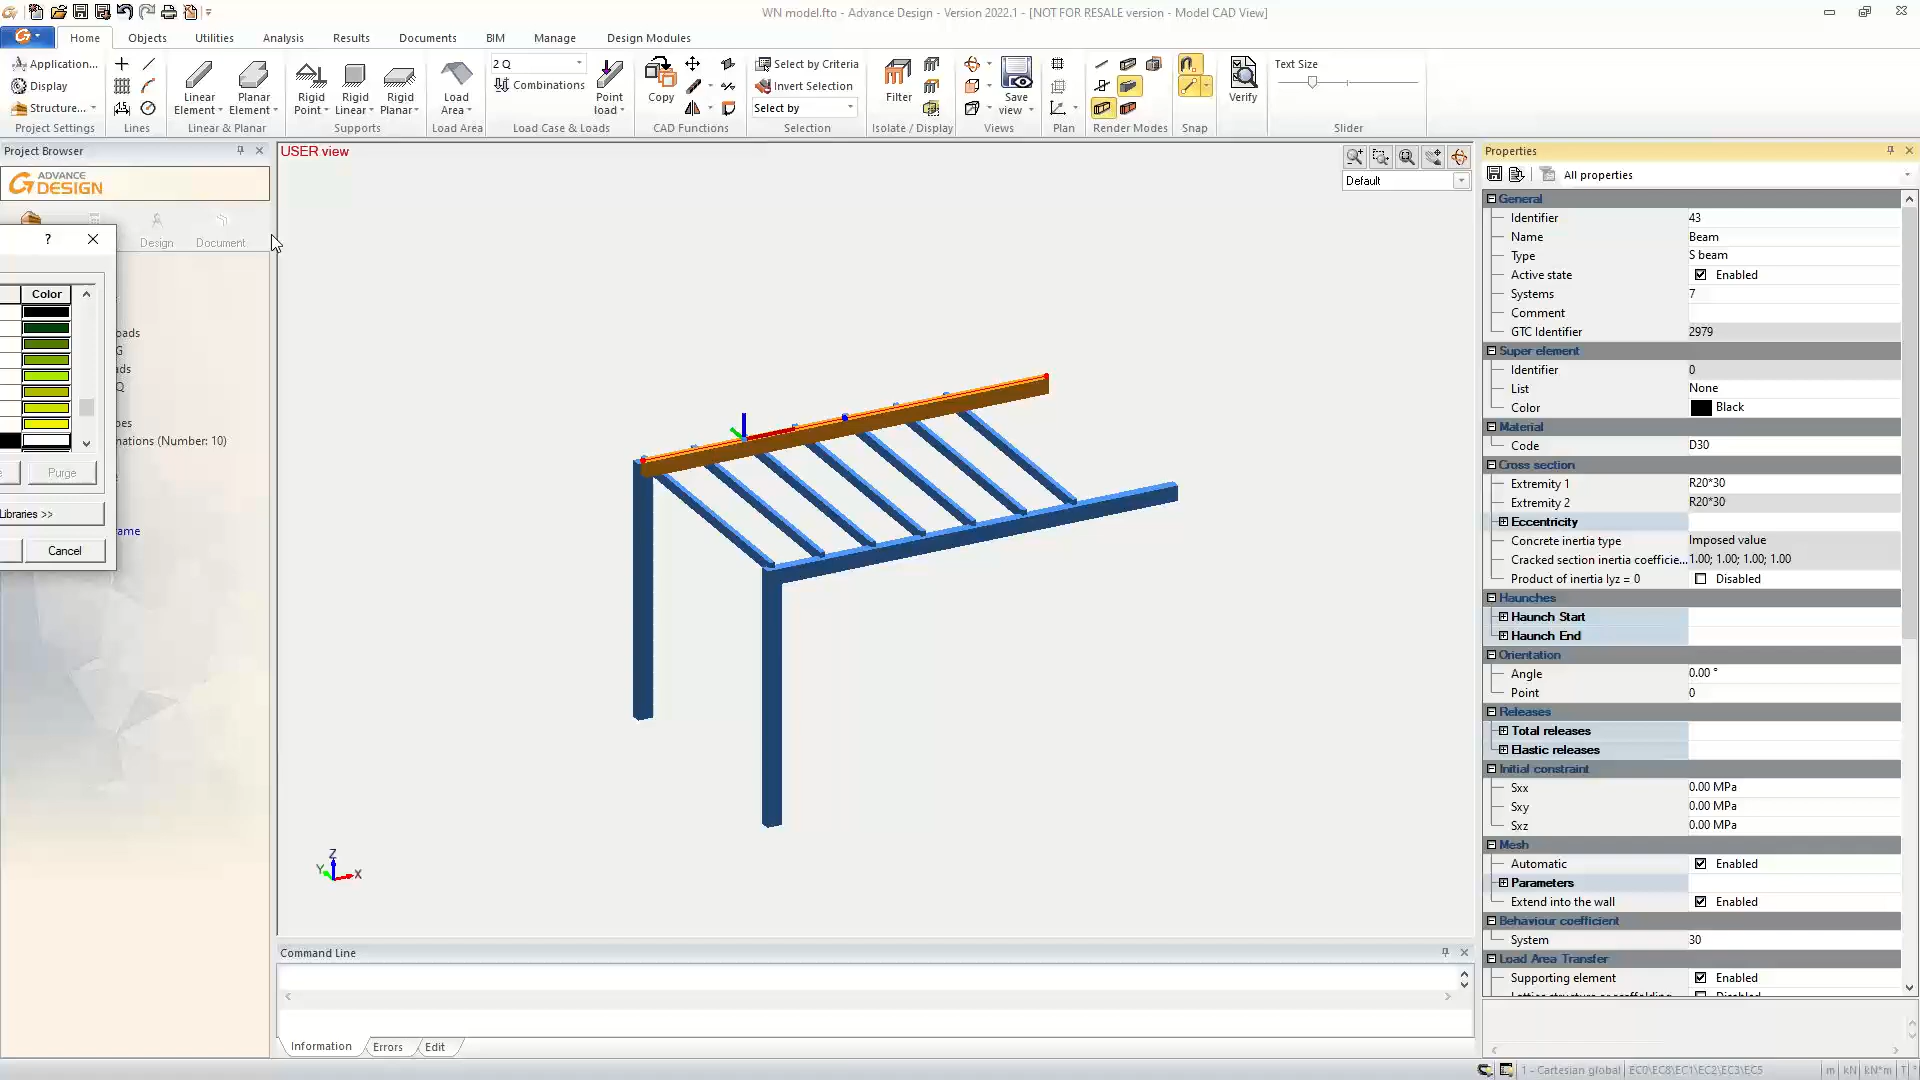 WN model.fto - Advance Design - Version 2022.1 - [NOT FOR RESALE version - Model CAD View]
Home Objects Utilities Analysis Results Documents BIM Manage Design Modules
Application...
Display
Structure...
Project Settings
Lines
Linear Element
Planar Element
Linear & Planar
Rigid Point
Rigid Linear
Rigid Planar
Supports
Load Area
Load Area
2 Q
Combinations
Point load
Load Case & Loads
Copy
CAD Functions
Select by Criteria
Invert Selection
Select by
Selection
Filter
Isolate / Display
Save view
Views
Plan
Render Modes
Snap
Verify
Text Size
Slider
Project Browser
ADVANCE
DESIGN
Design Document
?
Color
oads
G
ads
Q
pes
nations (Number: 10)
Purge
Libraries >>
ame
Cancel
USER view
Default
Z
Y
X
Command Line
Information Errors Edit
Properties
All properties
General
Identifier 43
Name Beam
Type S beam
Active state Enabled
Systems 7
Comment
GTC Identifier 2979
Super element
Identifier 0
List None
Color Black
Material
Code D30
Cross section
Extremity 1 R20*30
Extremity 2 R20*30
Eccentricity
Concrete inertia type Imposed value
Cracked section inertia coefficie... 1.00; 1.00; 1.00; 1.00
Product of inertia Iyz = 0 Disabled
Haunches
Haunch Start
Haunch End
Orientation
Angle 0.00 °
Point 0
Releases
Total releases
Elastic releases
Initial constraint
Sxx 0.00 MPa
Sxy 0.00 MPa
Sxz 0.00 MPa
Mesh
Automatic Enabled
Parameters
Extend into the wall Enabled
Behaviour coefficient
System 30
Load Area Transfer
Supporting element Enabled
1 - Cartesian global EC0\EC8\EC1\EC2\EC3\EC5 m kN kN*m T °